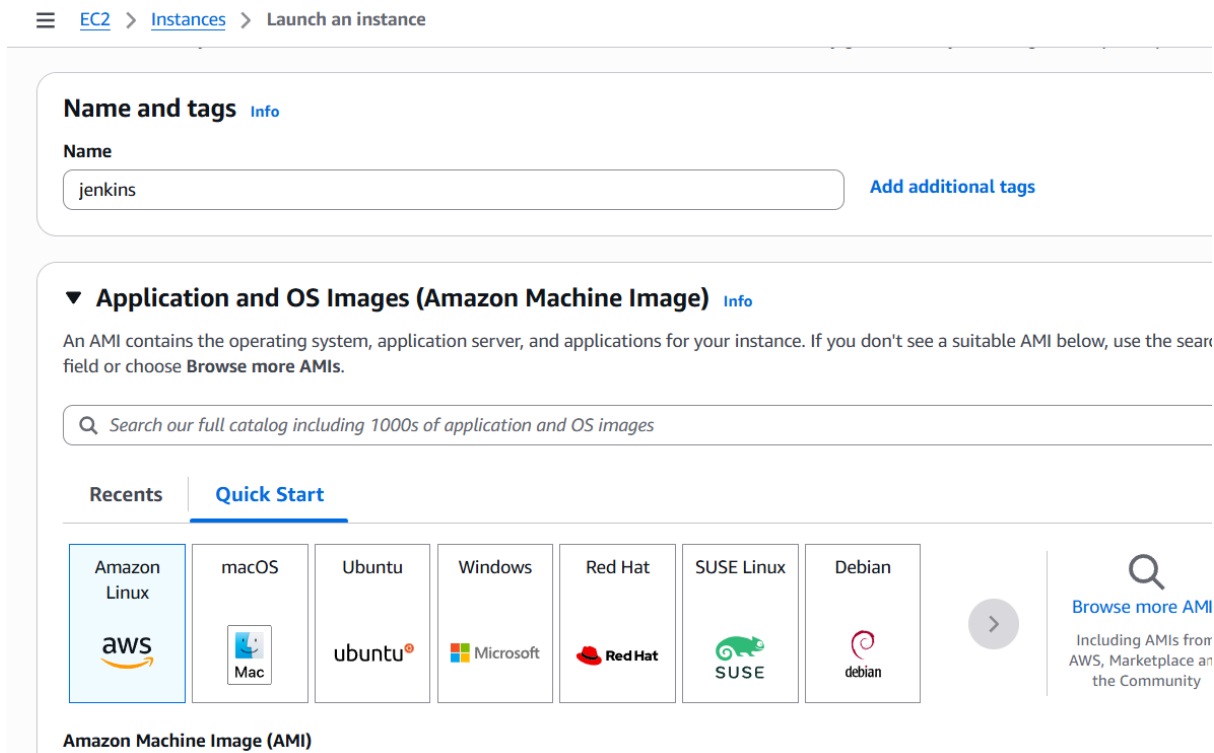 EC2 > Instances > Launch an instance
Name and tags Info
Name
jenkins
Add additional tags
Application and OS Images (Amazon Machine Image) Info
An AMI contains the operating system, application server, and applications for your instance. If you don't see a suitable AMI below, use the sear
field or choose Browse more AMIs.
Search our full catalog including 1000s of application and OS images
Recents
Quick Start
Amazon
Linux
aws
macOS
Mac
Ubuntu
ubuntu
Windows
Microsoft
Red Hat
RedHat
SUSE Linux
SUSE
Debian
debian
Browse more AMI
Including AMIs from
AWS, Marketplace an
the Community
Amazon Machine Image (AMI)